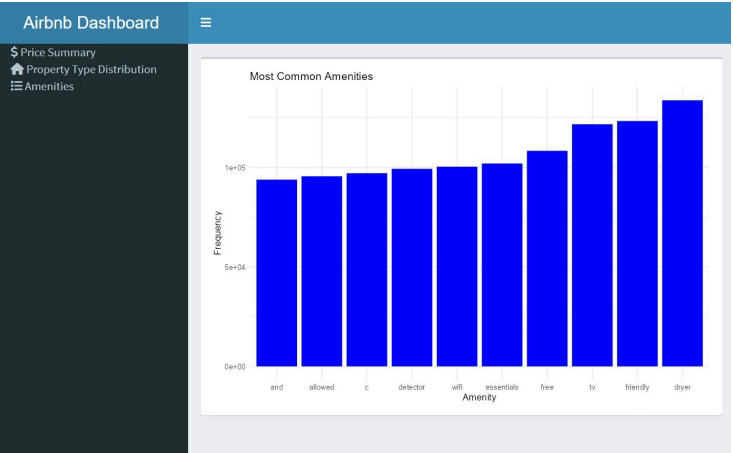 Airbnb Dashboard
Price Summary
Property Type Distribution
Amenities
Most Common Amenities
1e+05
5e+04
0e+00
Frequency
and allowed c detector wifi essentials free tv friendly dryer
Amenity